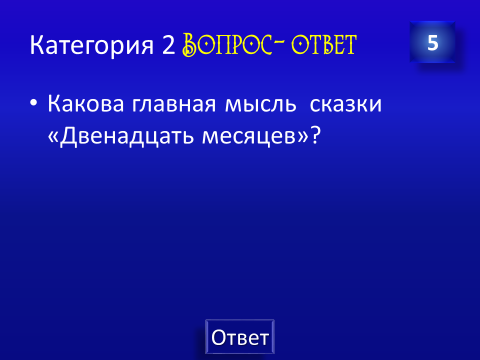 Категория 2 Вопрос- ответ
5
• Какова главная мысль сказки
«Двенадцать месяцев»?
Ответ